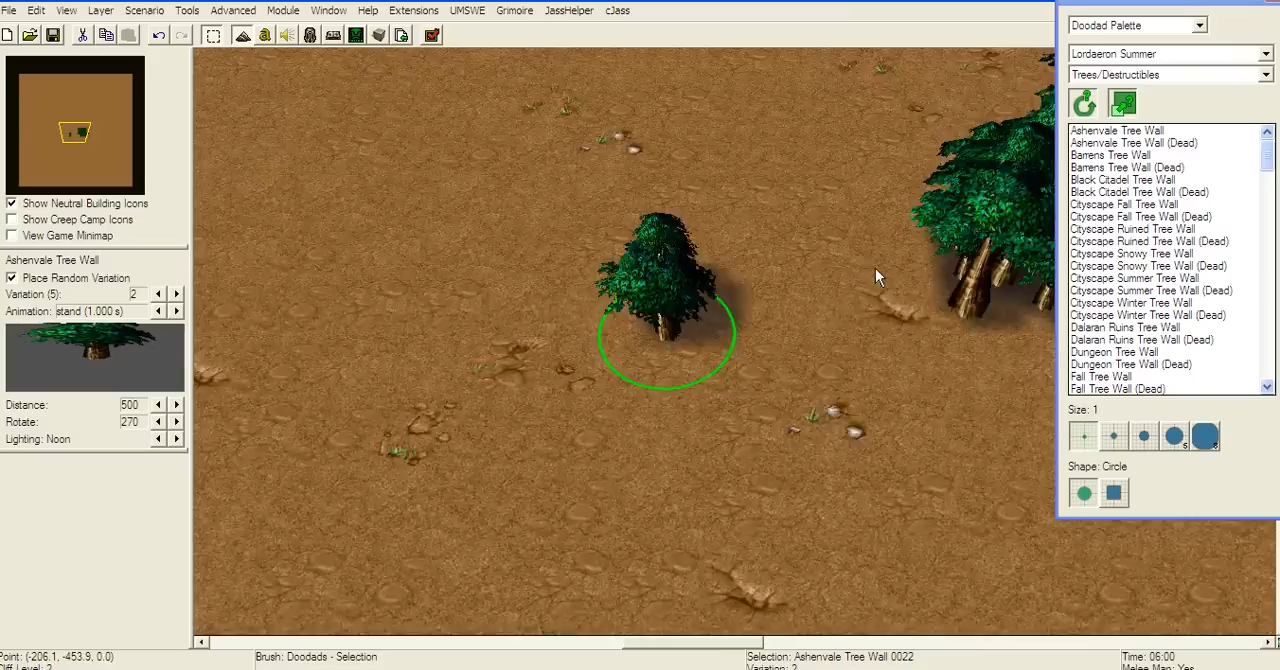 File Edit View Layer Scenario Tools Advanced Module Window Help Extensions UMSWE Grimoire JassHelper cJass
Doodad Palette
Lordaeron Summer
Trees/Destructibles
Show Neutral Building Icons
Show Creep Camp Icons
View Game Minimap
Ashenvale Tree Wall
Place Random Variation
Variation (5): 2
Animation: stand (1.000 s)
Distance: 500
Rotate: 270
Lighting: Noon
Ashenvale Tree Wall
Ashenvale Tree Wall (Dead)
Barrens Tree Wall
Barrens Tree Wall (Dead)
Black Citadel Tree Wall
Black Citadel Tree Wall (Dead)
Cityscape Fall Tree Wall
Cityscape Fall Tree Wall (Dead)
Cityscape Ruined Tree Wall
Cityscape Ruined Tree Wall (Dead)
Cityscape Snowy Tree Wall
Cityscape Snowy Tree Wall (Dead)
Cityscape Summer Tree Wall
Cityscape Summer Tree Wall (Dead)
Cityscape Winter Tree Wall
Cityscape Winter Tree Wall (Dead)
Dalaran Ruins Tree Wall
Dalaran Ruins Tree Wall (Dead)
Dungeon Tree Wall
Dungeon Tree Wall (Dead)
Fall Tree Wall
Fall Tree Wall (Dead)
Size: 1
Shape: Circle
Point: (-206.1, -453.9, 0.0) Brush: Doodads - Selection Selection: Ashenvale Tree Wall 0022 Time: 06:00
Cliff Level: 2 Variation: 2 Melee Map: Yes